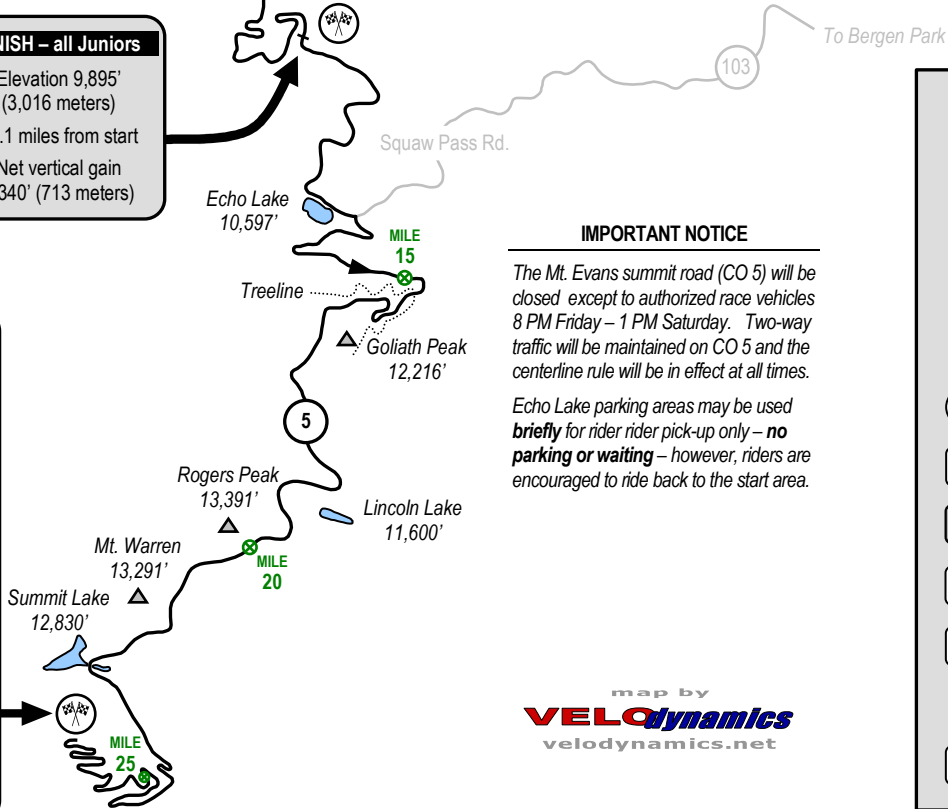 NISH – all Juniors
Elevation 9,895’
(3,016 meters)
.1 miles from start
Net vertical gain
340’ (713 meters)
To Bergen Park
103
Squaw Pass Rd.
Echo Lake
10,597’
MILE
15
Treeline
Goliath Peak
12,216’
IMPORTANT NOTICE
The Mt. Evans summit road (CO 5) will be
closed except to authorized race vehicles
8 PM Friday – 1 PM Saturday. Two-way
traffic will be maintained on CO 5 and the
centerline rule will be in effect at all times.
Echo Lake parking areas may be used
briefly for rider rider pick-up only – no
parking or waiting – however, riders are
encouraged to ride back to the start area.
5
Rogers Peak
13,391’
Lincoln Lake
11,600’
Mt. Warren
13,291’
MILE
20
Summit Lake
12,830’
MILE
25
map by
VELOdynamics
velodynamics.net